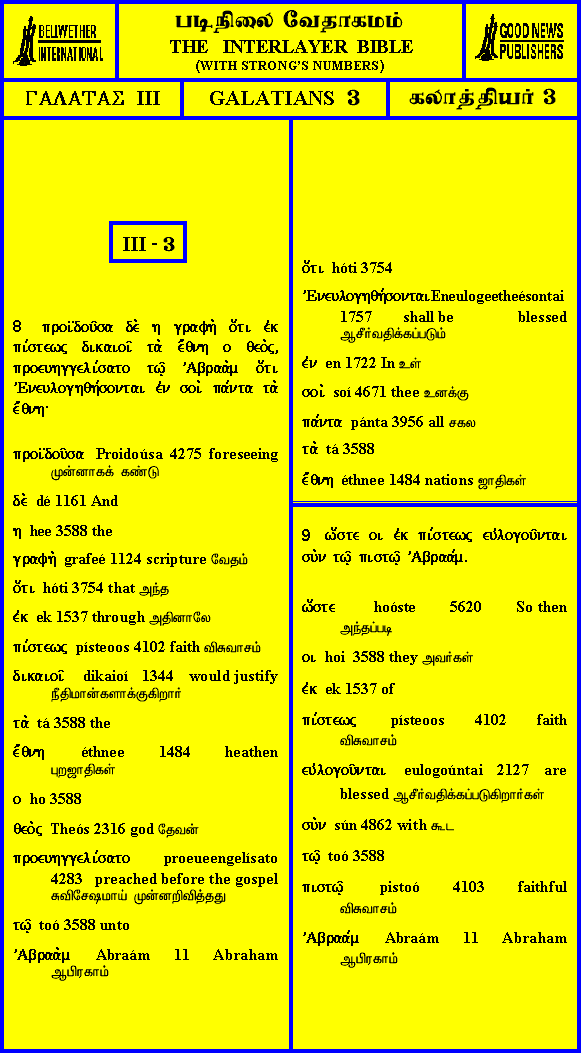 BELLWETHER
INTERNATIONAL
படிநிலை வேதாகமம்
THE INTERLAYER BIBLE
(WITH STRONG'S NUMBERS)
GOOD NEWS
PUBLISHERS
ΓΑΛΑΤΑΣ III
GALATIANS 3
கலாத்தியர் 3
III - 3
8 προϊδοῦσα δὲ η γραφὴ ὅτι ἐκ
πίστεως δικαιοῖ τὰ ἔθνη ο θεὸς,
προευηγγελίσατο τῷ Ἀβραὰμ ὅτι
Ἐνευλογηθήσονται ἐν σοὶ πάντα τὰ
ἔθνη·
προϊδοῦσα Proidoúsa 4275 foreseeing
முன்னாகக் கண்டு
δὲ dé 1161 And
η hee 3588 the
γραφὴ grafeé 1124 scripture வேதம்
ὅτι hóti 3754 that அந்த
ἐκ ek 1537 through அதினாலே
πίστεως písteoos 4102 faith விசுவாசம்
δικαιοῖ dikaioí 1344 would justify
நீதிமான்களாக்குகிறார்
τὰ tá 3588 the
ἔθνη éthnee 1484 heathen
புறஜாதிகள்
ο ho 3588
θεὸς Theós 2316 god தேவன்
προευηγγελίσατο proeueengelísato
4283 preached before the gospel
சுவிசேஷமாய் முன்னறிவித்தது
τῷ toó 3588 unto
Ἀβραὰμ Abraám 11 Abraham
ஆபிரகாம்
ὅτι hóti 3754
Ἐνευλογηθήσονται Eneulogeetheésontai
1757 shall be blessed
ஆசீர்வதிக்கப்படும்
ἐν en 1722 In உள்
σοὶ soí 4671 thee உனக்கு
πάντα pánta 3956 all சகல
τὰ tá 3588
ἔθνη éthnee 1484 nations ஜாதிகள்
9 ὥστε οι ἐκ πίστεως εὐλογοῦνται
σὺν τῷ πιστῷ Ἀβραάμ.
ὥστε hoóste 5620 So then
அந்தப்படி
οι hoi 3588 they அவர்கள்
ἐκ ek 1537 of
πίστεως písteoos 4102 faith
விசுவாசம்
εὐλογοῦνται eulogoúntai 2127 are
blessed ஆசீர்வதிக்கப்படுகிறார்கள்
σὺν sún 4862 with கூட
τῷ toó 3588
πιστῷ pistoó 4103 faithful
விசுவாசம்
Ἀβραάμ Abraám 11 Abraham
ஆபிரகாம்